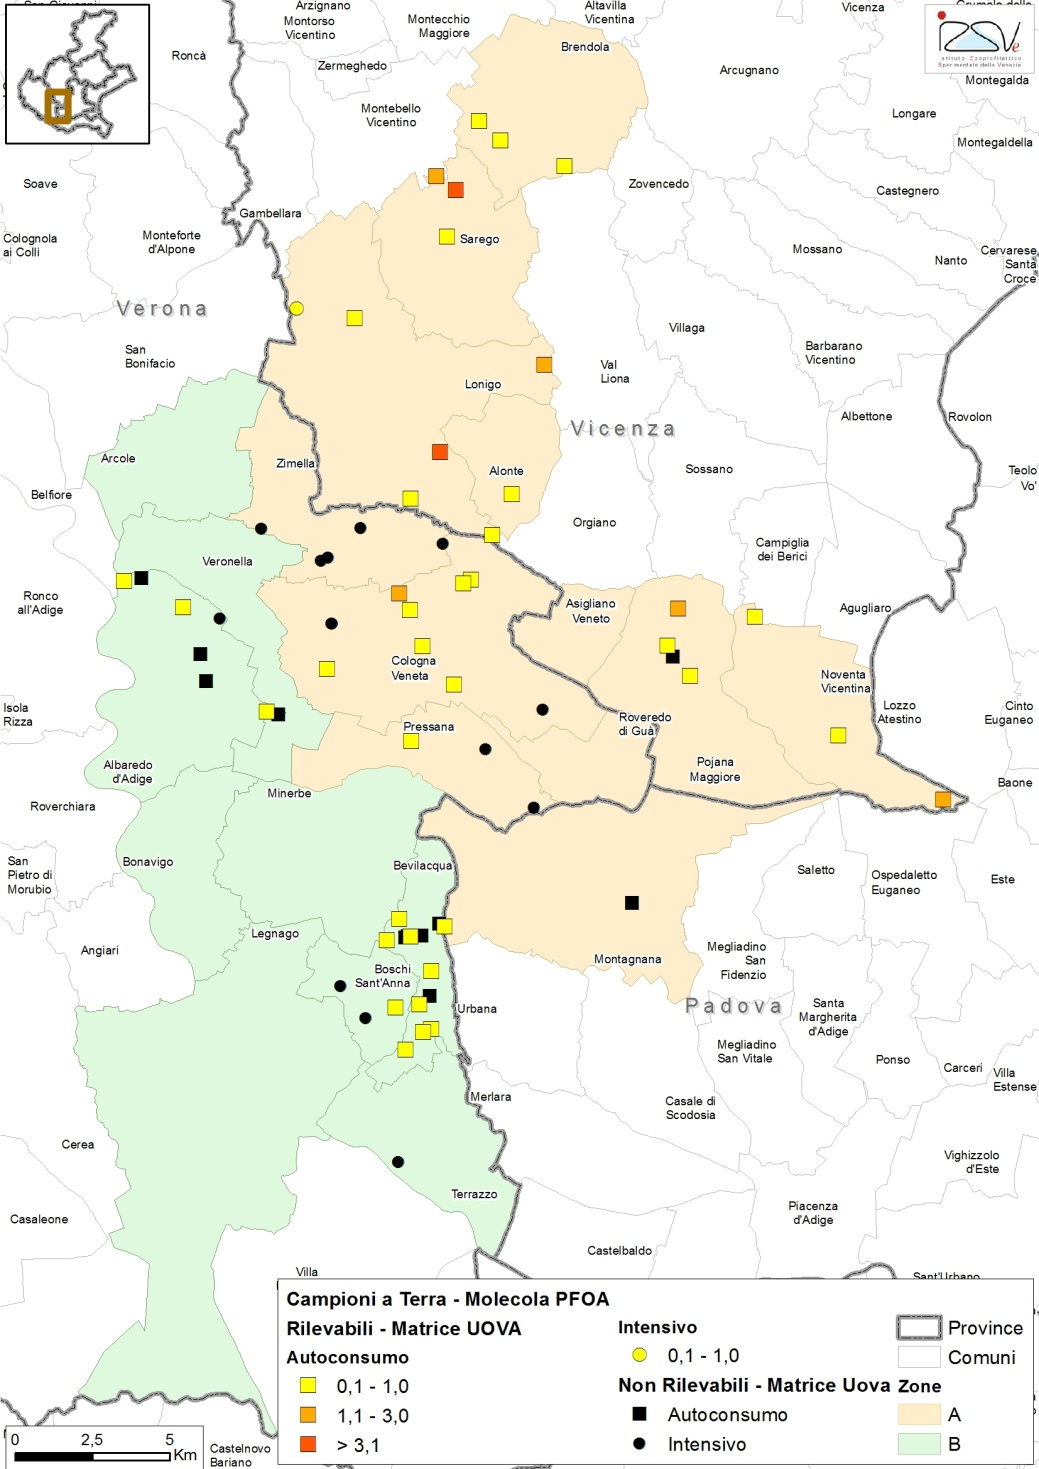 Arzignano
Altavilla
Vicentina
Vicenza
Montorso
Vicentino
Montecchio
Maggiore
Brendola
Roncà
Zermeghedo
Arcugnano
IZSVe
Istituto Zooprofilattico
Sperimentale delle Venezie
Montegalda
Montebello
Vicentino
Longare
Montegaldella
Soave
Zovencedo
Castegnero
Gambellara
Colognola
ai Colli
Monteforte
d'Alpone
Sarego
Mossano
Nanto
Cervarese
Santa
Croce
Verona
San
Bonifacio
Villaga
Barbarano
Vicentino
Val
Liona
Lonigo
Albettone
Rovolon
Vicenza
Arcole
Zimella
Alonte
Sossano
Teolo
Vo'
Belfiore
Orgiano
Campiglia
dei Berici
Veronella
Ronco
all'Adige
Asigliano
Veneto
Agugliaro
Cologna
Veneta
Noventa
Vicentina
Isola
Rizza
Lozzo
Atestino
Cinto
Euganeo
Pressana
Roveredo
di Guà
Albaredo
d'Adige
Pojana
Maggiore
Baone
Minerbe
Roverchiara
San
Pietro di
Morubio
Bonavigo
Bevilacqua
Saletto
Ospedaletto
Euganeo
Este
Legnago
Angiari
Montagnana
Megliadino
San
Fidenzio
Boschi
Sant'Anna
Urbana
Padova
Santa
Margherita
d'Adige
Megliadino
San Vitale
Ponso
Carceri
Villa
Estense
Merlara
Casale di
Scodosia
Cerea
Vighizzolo
d'Este
Terrazzo
Casaleone
Piacenza
d'Adige
Castelbaldo
Villa
Sant'Urbano
Campioni a Terra - Molecola PFOA
Rilevabili - Matrice UOVA
Autoconsumo
0,1 - 1,0
1,1 - 3,0
> 3,1
Intensivo
0,1 - 1,0
Non Rilevabili - Matrice Uova
Autoconsumo
Intensivo
Province
Comuni
Zone
A
B
0 2,5 5
Km
Castelnovo
Bariano